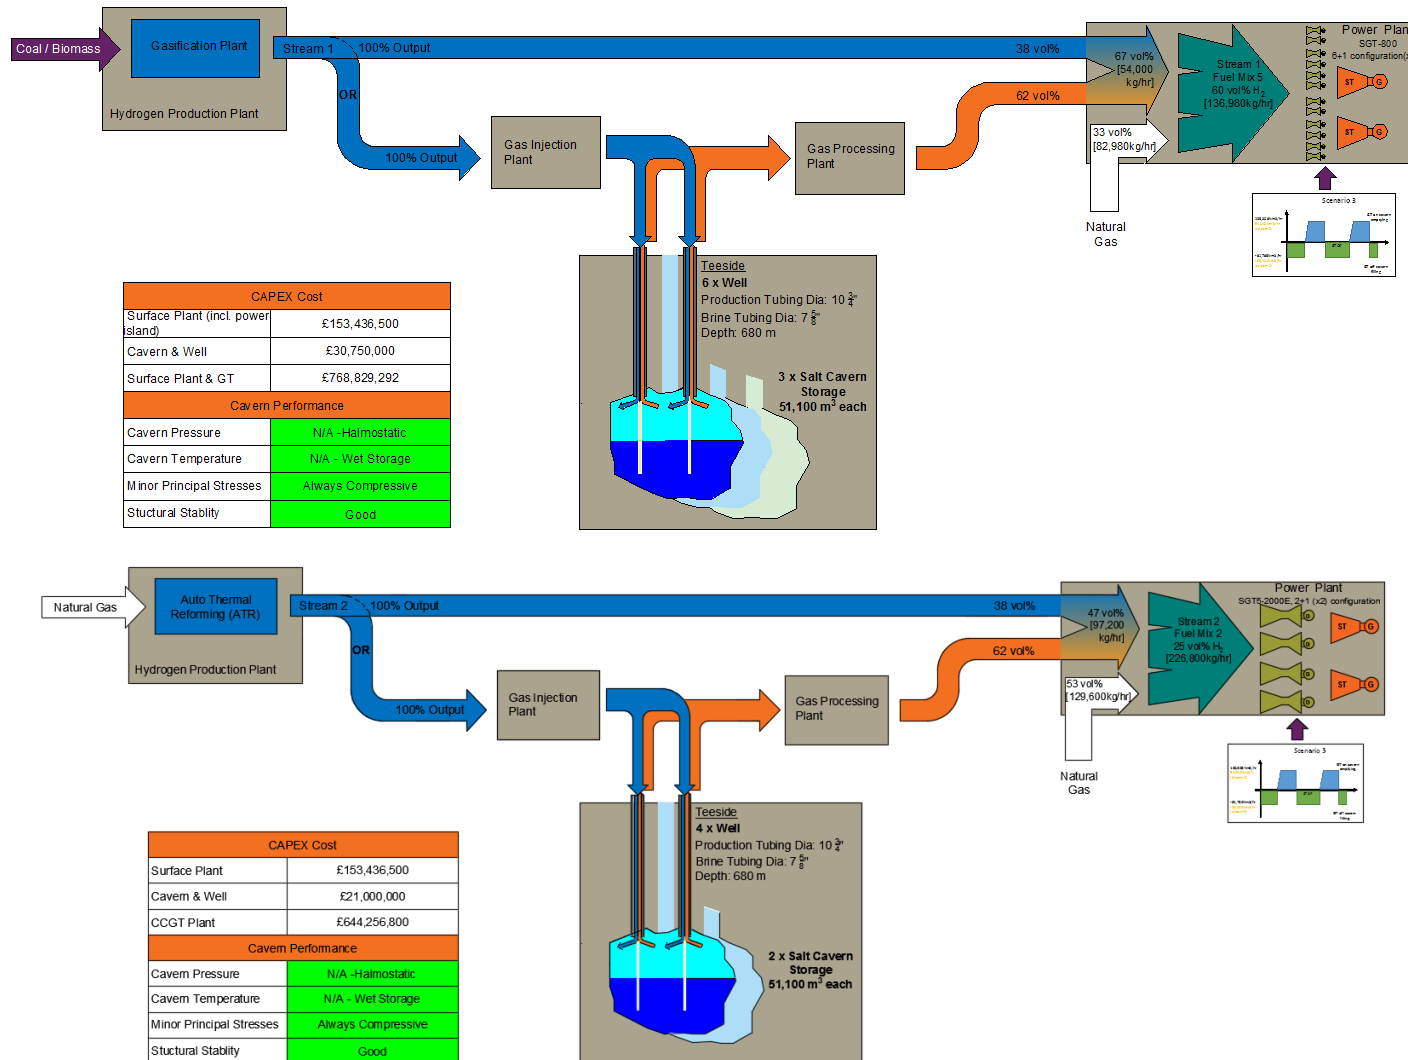 Coal / Biomass
Gasification Plant
Hydrogen Production Plant
Stream 1
100% Output
OR
100% Output
38 vol%
62 vol%
Gas Injection
Plant
Gas Processing
Plant
67 vol%
[54,000
kg/hr]
33 vol%
[82,980kg/hr]
Natural
Gas
Stream 1
Fuel Mix 5
60 vol% H2
[136,980kg/hr]
Power Plan
SGT-800
6+1 configuration(x
ST
G
ST
G
Scenario 3
STOP
Teeside
6 x Well
Production Tubing Dia: 10 3/4"
Brine Tubing Dia: 7 5/8"
Depth: 680 m
3 x Salt Cavern
Storage
51,100 m3 each
CAPEX Cost
Surface Plant (incl. power
island)
£153,436,500
Cavern & Well
£30,750,000
Surface Plant & GT
£768,829,292
Cavern Performance
Cavern Pressure
N/A -Halmostatic
Cavern Temperature
N/A - Wet Storage
Minor Principal Stresses
Always Compressive
Stuctural Stablity
Good
Natural Gas
Auto Thermal
Reforming (ATR)
Hydrogen Production Plant
Stream 2
100% Output
OR
100% Output
38 vol%
62 vol%
Gas Injection
Plant
Gas Processing
Plant
47 vol%
[97,200
kg/hr]
53 vol%
[129,600kg/hr]
Natural
Gas
Stream 2
Fuel Mix 2
25 vol% H2
[226,800kg/hr]
Power Plant
SGT5-2000E, 2+1 (x2) configuration
G
G
G
G
ST
G
ST
G
Scenario 3
STOP
Teeside
4 x Well
Production Tubing Dia: 10 3/4"
Brine Tubing Dia: 7 5/8"
Depth: 680 m
2 x Salt Cavern
Storage
51,100 m3 each
CAPEX Cost
Surface Plant
£153,436,500
Cavern & Well
£21,000,000
CCGT Plant
£644,256,800
Cavern Performance
Cavern Pressure
N/A -Halmostatic
Cavern Temperature
N/A - Wet Storage
Minor Principal Stresses
Always Compressive
Stuctural Stablity
Good